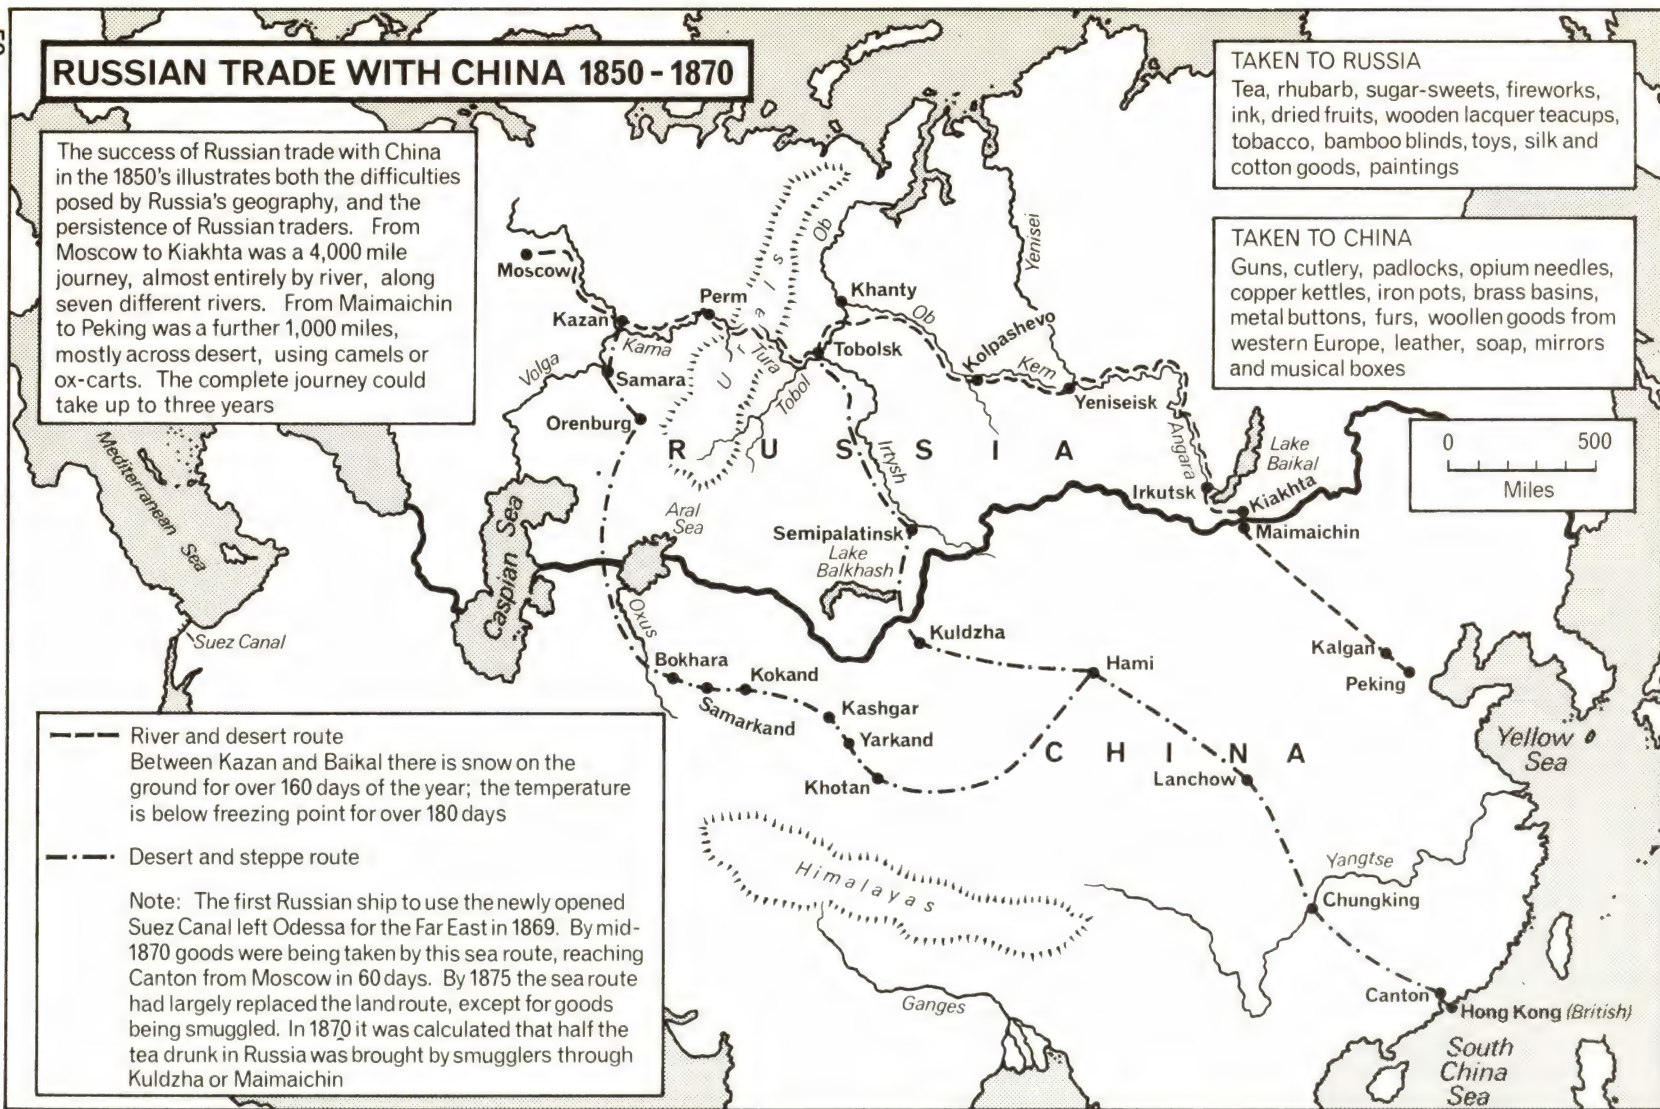 RUSSIAN TRADE WITH CHINA 1850 - 1870
The success of Russian trade with China
in the 1850's illustrates both the difficulties
posed by Russia's geography, and the
persistence of Russian traders. From
Moscow to Kiakhta was a 4,000 mile
journey, almost entirely by river, along
seven different rivers. From Maimaichin
to Peking was a further 1,000 miles,
mostly across desert, using camels or
ox-carts. The complete journey could
take up to three years
TAKEN TO RUSSIA
Tea, rhubarb, sugar-sweets, fireworks,
ink, dried fruits, wooden lacquer teacups,
tobacco, bamboo blinds, toys, silk and
cotton goods, paintings
TAKEN TO CHINA
Guns, cutlery, padlocks, opium needles,
copper kettles, iron pots, brass basins,
metal buttons, furs, woollen goods from
western Europe, leather, soap, mirrors
and musical boxes
0 500
Miles
Moscow
Kazan
Perm
Urals
Ob
Yenisei
Khanty
Ob
Kolpashevo
Tobolsk
Kama
Tura
Tobol
Volga
Samara
Orenburg
Kem
Yeniseisk
Angara
Lake
Baikal
Irkutsk
Kiakhta
Maimaichin
RUSSIA
Irtysh
Semipalatinsk
Lake
Balkhash
Aral
Sea
Caspian Sea
Mediterranean Sea
Suez Canal
Oxus
Bokhara
Samarkand
Kokand
Kashgar
Yarkand
Khotan
Kuldzha
Hami
Kalgan
Peking
CHINA
Lanchow
Yellow
Sea
Yangtse
Chungking
Himalayas
Ganges
Canton
Hong Kong (British)
South
China
Sea
River and desert route
Between Kazan and Baikal there is snow on the
ground for over 160 days of the year; the temperature
is below freezing point for over 180 days
Desert and steppe route
Note: The first Russian ship to use the newly opened
Suez Canal left Odessa for the Far East in 1869. By mid-
1870 goods were being taken by this sea route, reaching
Canton from Moscow in 60 days. By 1875 the sea route
had largely replaced the land route, except for goods
being smuggled. In 1870 it was calculated that half the
tea drunk in Russia was brought by smugglers through
Kuldzha or Maimaichin